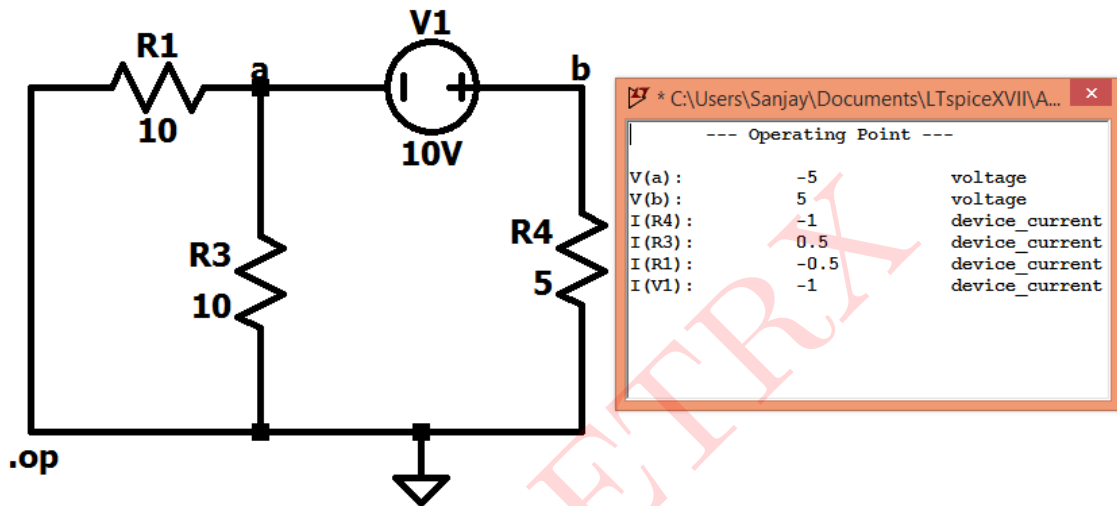 V1
R1
a
b
10
10V
R3
10
R4
5
.op
* C:\Users\Sanjay\Documents\LTspiceXVII\A...
--- Operating Point ---
V(a): -5 voltage
V(b): 5 voltage
I(R4): -1 device_current
I(R3): 0.5 device_current
I(R1): -0.5 device_current
I(V1): -1 device_current
ETRX